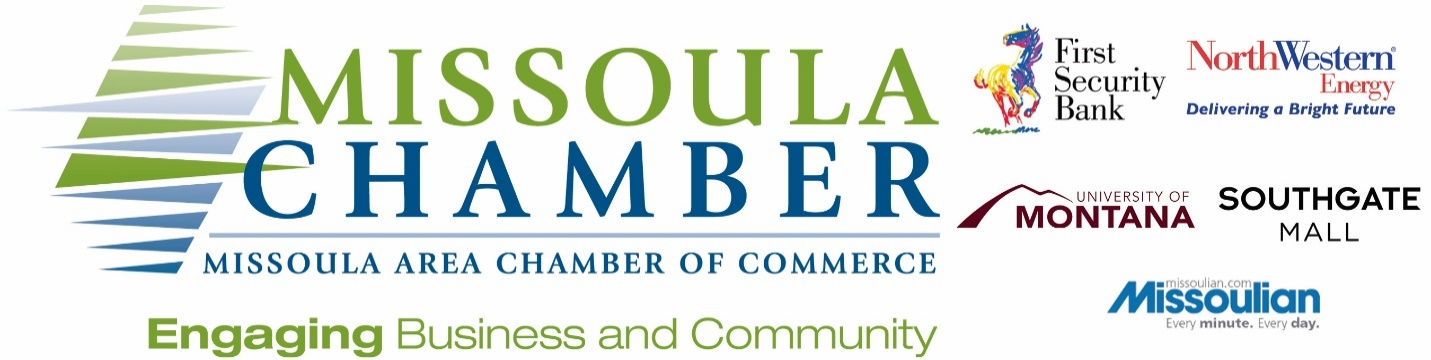 MISSOULA
CHAMBER
MISSOULA AREA CHAMBER OF COMMERCE
Engaging Business and Community
First
Security
Bank
NorthWestern®
Energy
Delivering a Bright Future
UNIVERSITY OF
MONTANA
SOUTHGATE
MALL
missoulian.com
Missoulian
Every minute. Every day.